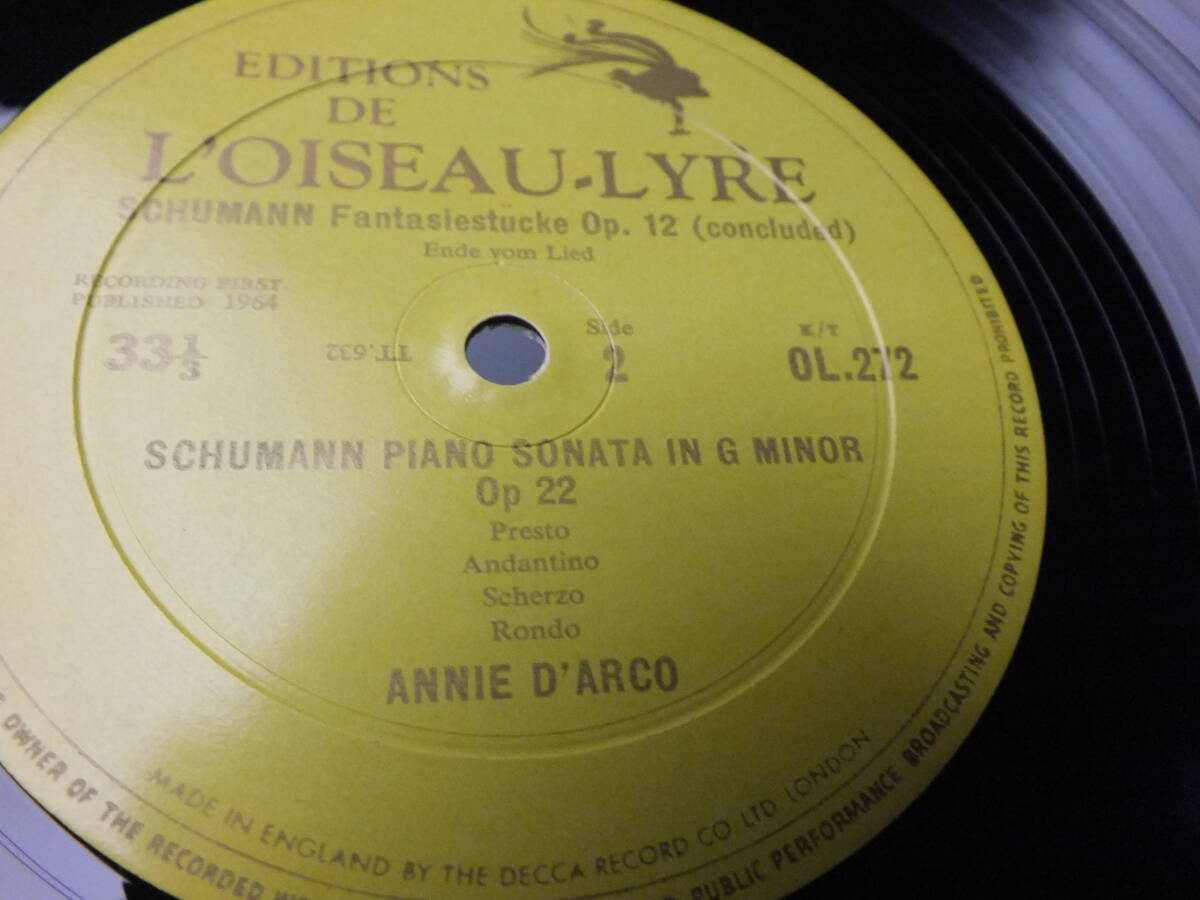 EDITIONS
DE
L'OISEAU-LYRE
SCHUMANN Fantasiestucke Op. 12 (concluded)
Ende vom Lied
RECORDING FIRST
PUBLISHED 1964
33 1/3
TT.632
Side
2
K/T
OL.272
SCHUMANN PIANO SONATA IN G MINOR
Op 22
Presto
Andantino
Scherzo
Rondo
ANNIE D'ARCO
MADE IN ENGLAND BY THE DECCA RECORD CO LTD LONDON
OWNER OF THE RECORDED
PUBLIC PERFORMANCE BROADCASTING AND COPYING OF THIS RECORD PROHIBITED